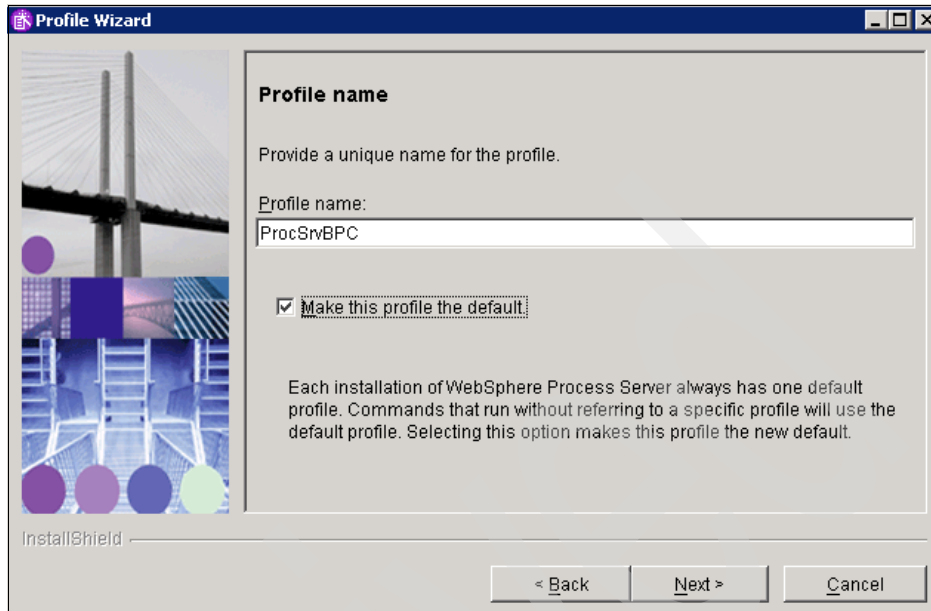 Profile Wizard
Profile name
Provide a unique name for the profile.
Profile name:
ProcSrvBPC
Make this profile the default.
Each installation of WebSphere Process Server always has one default
profile. Commands that run without referring to a specific profile will use the
default profile. Selecting this option makes this profile the new default.
InstallShield
< Back Next > Cancel